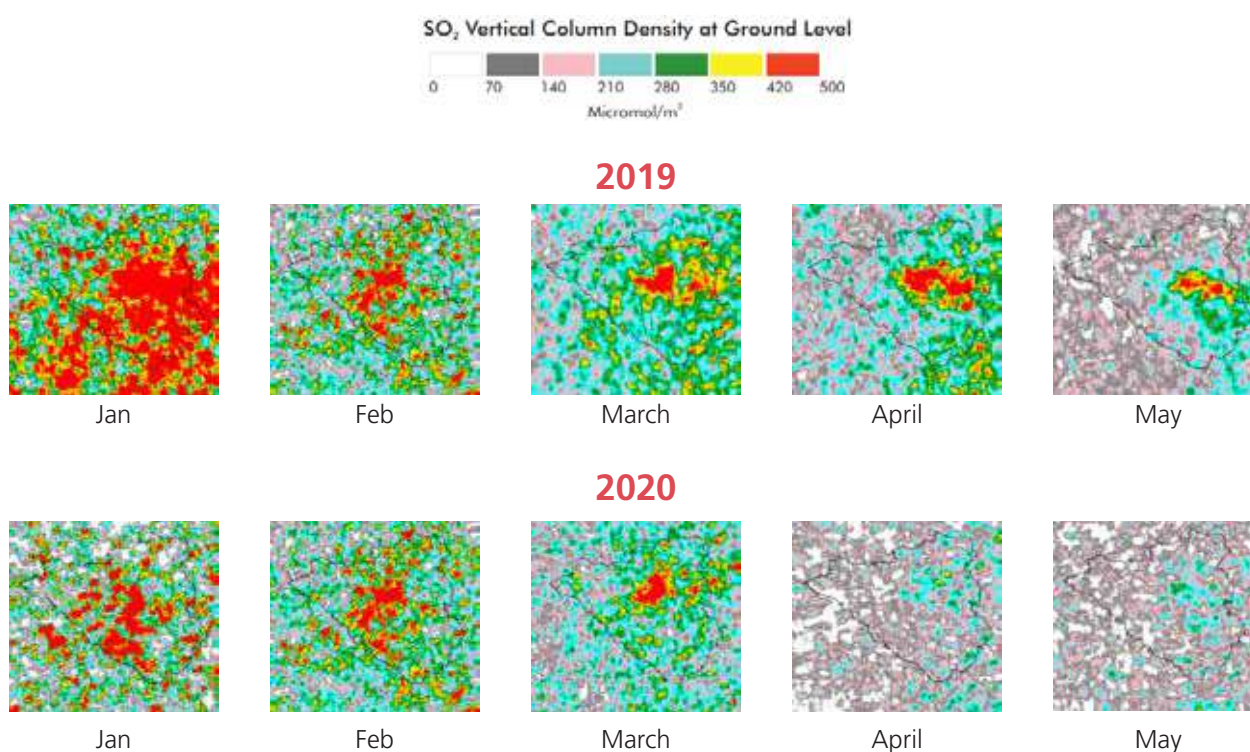 SO₂ Vertical Column Density at Ground Level
0 70 140 210 280 350 420 500
Micromol/m²
2019
Jan Feb March April May
2020
Jan Feb March April May